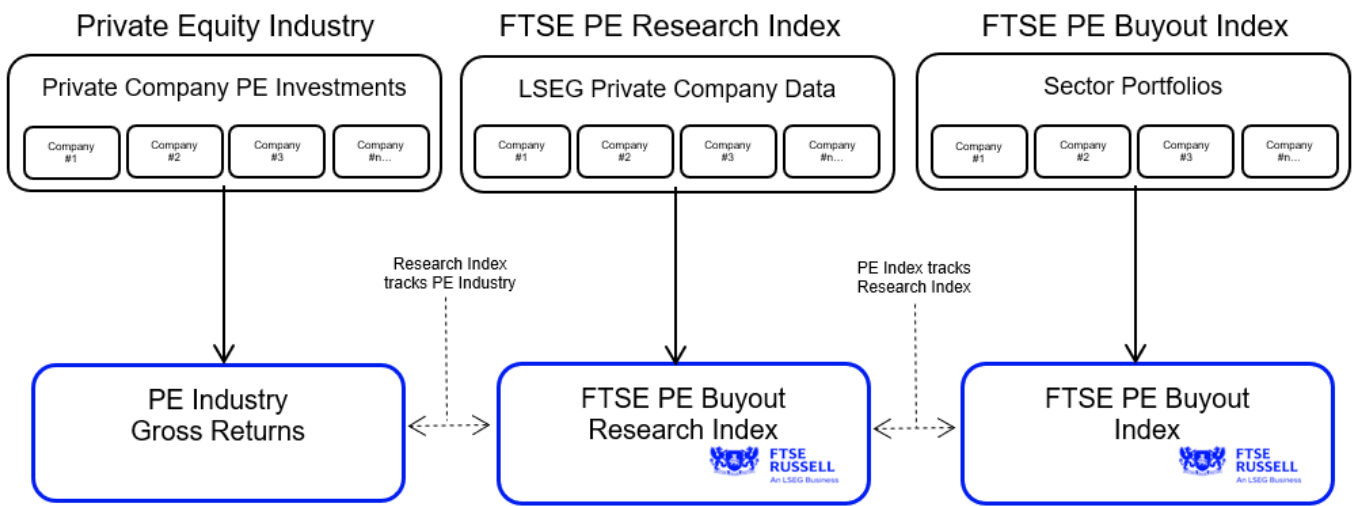 Private Equity Industry
FTSE PE Research Index
FTSE PE Buyout Index
Private Company PE Investments
Company
#1
Company
#2
Company
#3
Company
#n...
LSEG Private Company Data
Company
#1
Company
#2
Company
#3
Company
#n...
Sector Portfolios
Company
#1
Company
#2
Company
#3
Company
#n...
Research Index
tracks PE Industry
PE Index tracks
Research Index
PE Industry
Gross Returns
FTSE PE Buyout
Research Index
FTSE
RUSSELL
An LSEG Business
FTSE PE Buyout
Index
FTSE
RUSSELL
An LSEG Business